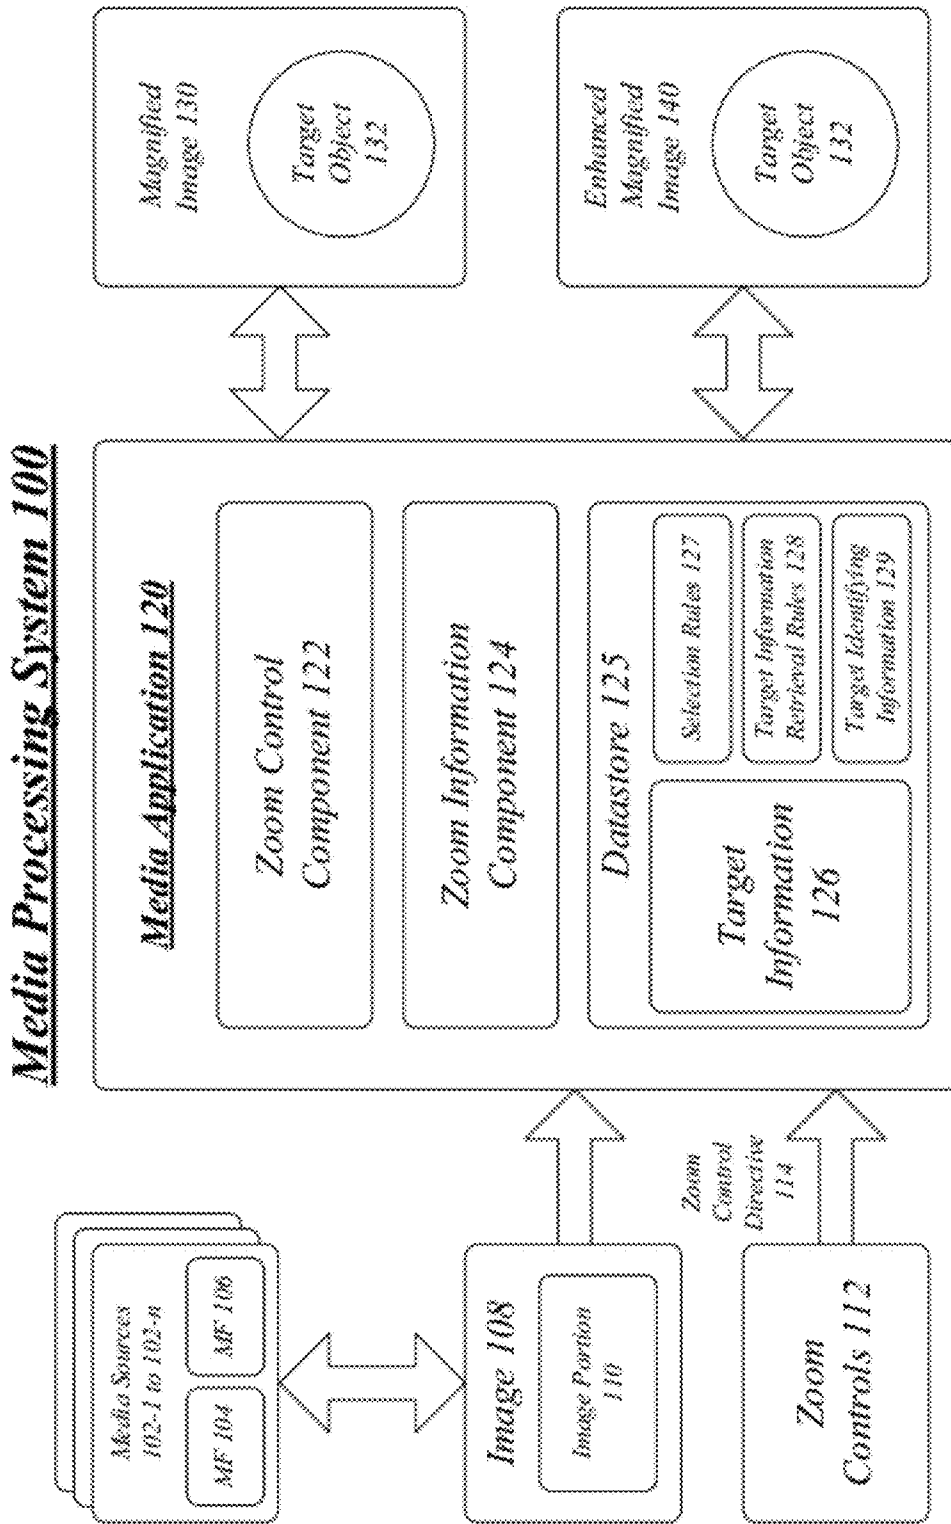 Media Processing System 100
Media Sources
102-1 to 102-n
MF 104
MF 106
Image 108
Image Portion
110
Zoom
Controls 112
Zoom
Control
Directive
114
Media Application 120
Zoom Control
Component 122
Zoom Information
Component 124
Datastore 125
Target
Information
126
Selection Rules 127
Target Information
Retrieval Rules 128
Target Identifying
Information 129
Magnified
Image 130
Target
Object
132
Enhanced
Magnified
Image 140
Target
Object
132